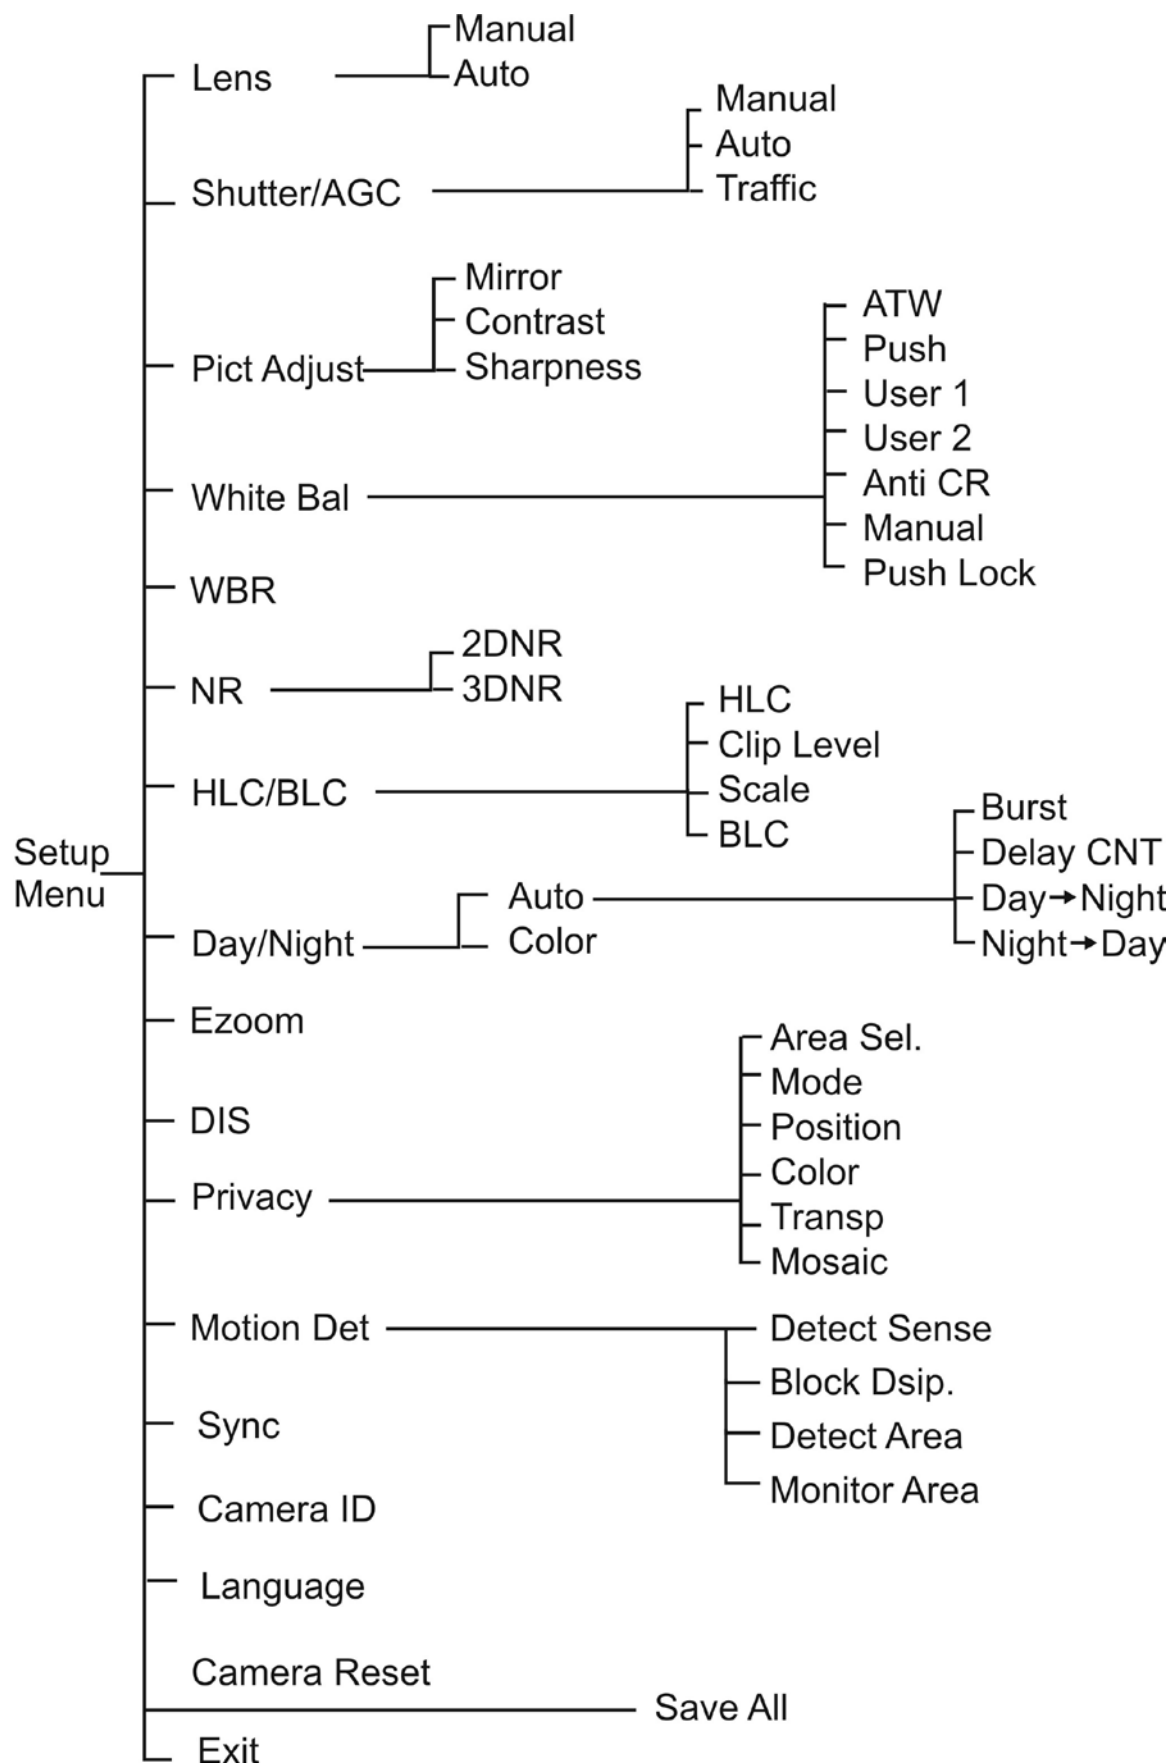 Manual
Lens
Auto
Manual
Auto
Shutter/AGC
Traffic
Mirror
Contrast
Pict Adjust
Sharpness
ATW
Push
User 1
User 2
Anti CR
White Bal
Manual
Push Lock
WBR
2DNR
NR
3DNR
HLC
Clip Level
HLC/BLC
Scale
BLC
Setup
Menu
Burst
Delay CNT
Auto
Day→Night
Day/Night
Color
Night→Day
Ezoom
Area Sel.
Mode
DIS
Position
Color
Privacy
Transp
Mosaic
Motion Det
Detect Sense
Block Dsip.
Sync
Detect Area
Monitor Area
Camera ID
Language
Camera Reset
Save All
Exit